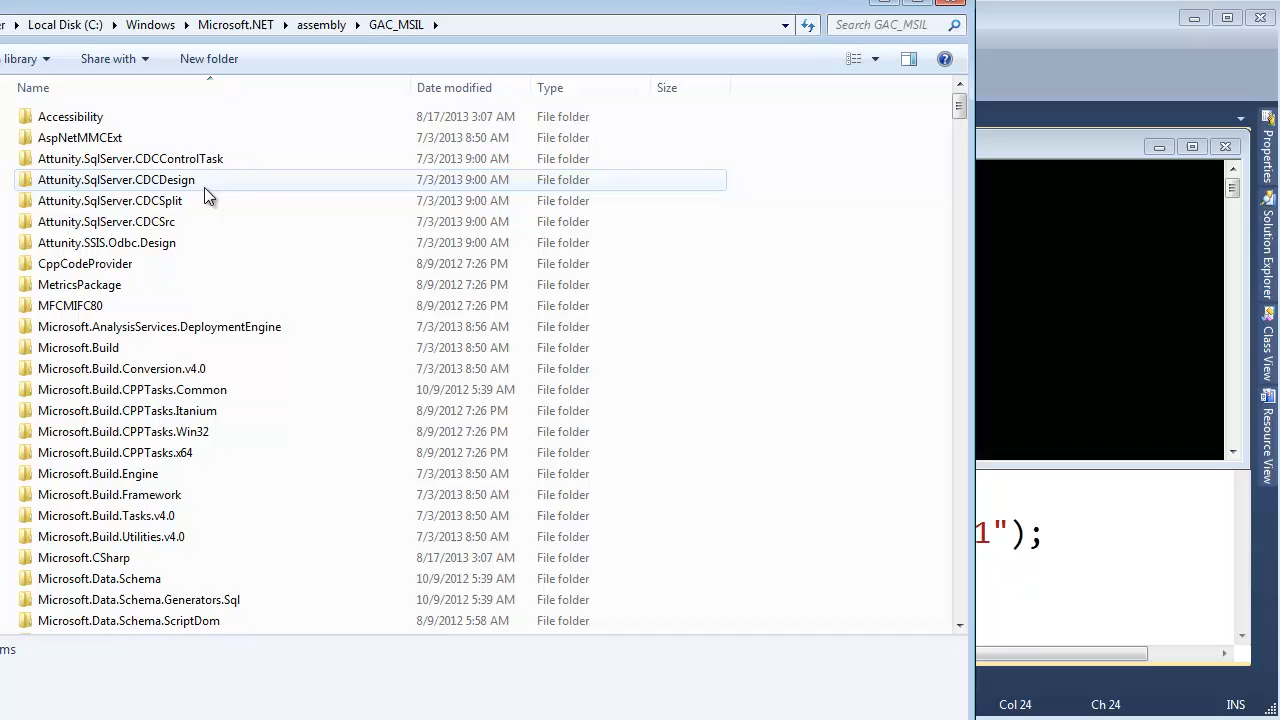 r ▸ Local Disk (C:) ▸ Windows ▸ Microsoft.NET ▸ assembly ▸ GAC_MSIL ▸ Search GAC_MSIL
library Share with New folder
Name Date modified Type Size
Accessibility 8/17/2013 3:07 AM File folder
AspNetMMCExt 7/3/2013 8:50 AM File folder
Attunity.SqlServer.CDCControlTask 7/3/2013 9:00 AM File folder
Attunity.SqlServer.CDCDesign 7/3/2013 9:00 AM File folder
Attunity.SqlServer.CDCSplit 7/3/2013 9:00 AM File folder
Attunity.SqlServer.CDCSrc 7/3/2013 9:00 AM File folder
Attunity.SSIS.Odbc.Design 7/3/2013 9:00 AM File folder
CppCodeProvider 8/9/2012 7:26 PM File folder
MetricsPackage 8/9/2012 7:26 PM File folder
MFCMIFC80 8/9/2012 7:26 PM File folder
Microsoft.AnalysisServices.DeploymentEngine 7/3/2013 8:56 AM File folder
Microsoft.Build 7/3/2013 8:50 AM File folder
Microsoft.Build.Conversion.v4.0 7/3/2013 8:50 AM File folder
Microsoft.Build.CPPTasks.Common 10/9/2012 5:39 AM File folder
Microsoft.Build.CPPTasks.Itanium 8/9/2012 7:26 PM File folder
Microsoft.Build.CPPTasks.Win32 8/9/2012 7:26 PM File folder
Microsoft.Build.CPPTasks.x64 8/9/2012 7:26 PM File folder
Microsoft.Build.Engine 7/3/2013 8:50 AM File folder
Microsoft.Build.Framework 7/3/2013 8:50 AM File folder
Microsoft.Build.Tasks.v4.0 7/3/2013 8:50 AM File folder
Microsoft.Build.Utilities.v4.0 7/3/2013 8:50 AM File folder
Microsoft.CSharp 8/17/2013 3:07 AM File folder
Microsoft.Data.Schema 10/9/2012 5:39 AM File folder
Microsoft.Data.Schema.Generators.Sql 10/9/2012 5:39 AM File folder
Microsoft.Data.Schema.ScriptDom 8/9/2012 5:58 AM File folder
ms
Properties
Solution Explorer
Class View
Resource View
1");
Col 24 Ch 24 INS